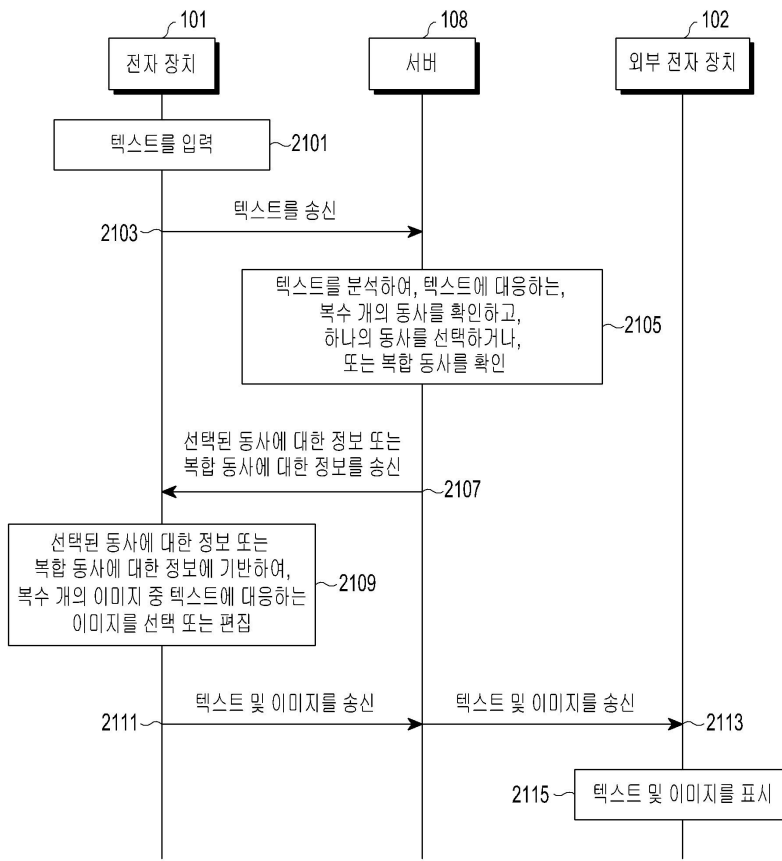 101
108
102
전자 장치
서버
외부 전자 장치
텍스트를 입력
2101
텍스트를 송신
2103
텍스트를 분석하여, 텍스트에 대응하는,
복수 개의 동사를 확인하고,
하나의 동사를 선택하거나,
또는 복합 동사를 확인
2105
선택된 동사에 대한 정보 또는
복합 동사에 대한 정보를 송신
2107
선택된 동사에 대한 정보 또는
복합 동사에 대한 정보에 기반하여,
복수 개의 이미지 중 텍스트에 대응하는
이미지를 선택 또는 편집
2109
텍스트 및 이미지를 송신
텍스트 및 이미지를 송신
2111
2113
2115
텍스트 및 이미지를 표시